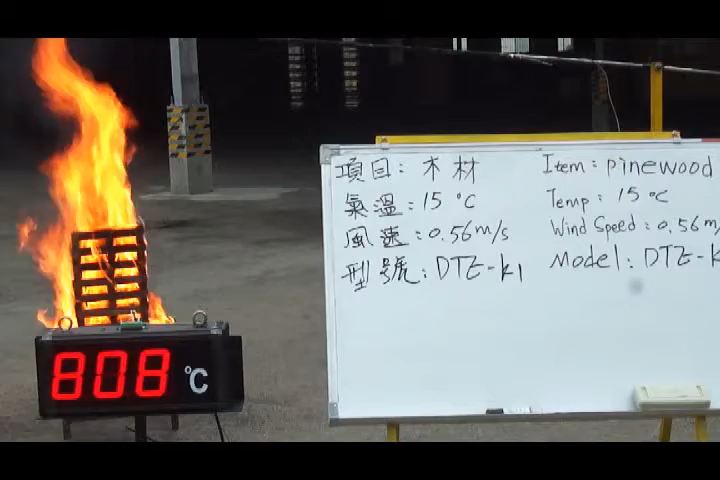 項目：木材
氣溫：15 °C
風速：0.56m/s
型號：DTZ-k1
Item：pinewood
Temp：15 °C
Wind Speed：0.56m/
Model：DTZ-k
808 °C